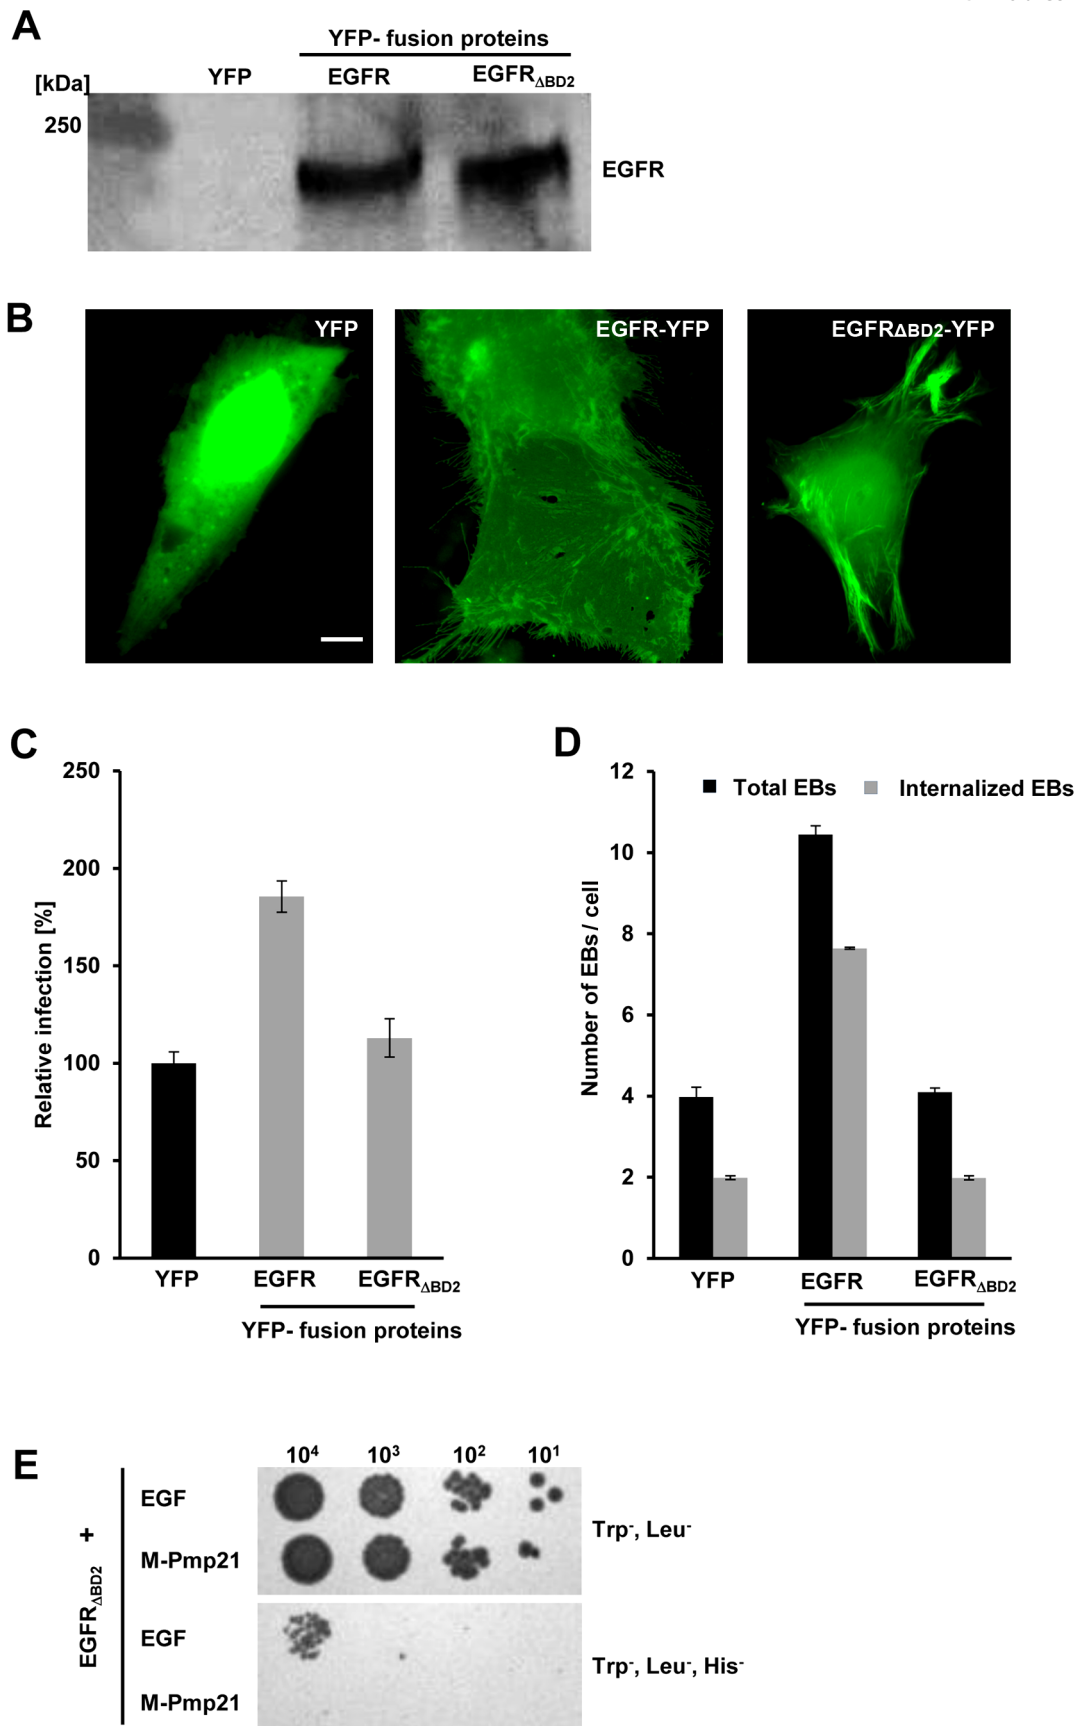 A
YFP- fusion proteins
[kDa] YFP EGFR EGFRΔBD2
250
EGFR
B
YFP EGFR-YFP EGFRΔBD2-YFP
C
250
200
150
100
50
0
Relative infection [%]
YFP EGFR EGFRΔBD2
YFP- fusion proteins
D
Total EBs Internalized EBs
12
10
8
6
4
2
0
Number of EBs / cell
YFP EGFR EGFRΔBD2
YFP- fusion proteins
E
10⁴ 10³ 10² 10¹
EGFRΔBD2 +
EGF
M-Pmp21
Trp⁻, Leu⁻
EGF
M-Pmp21
Trp⁻, Leu⁻, His⁻